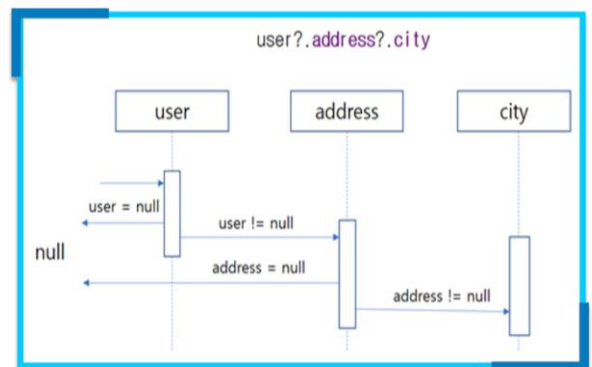 user?.address?.city
user
address
city
user = null
user != null
null
address = null
address != null